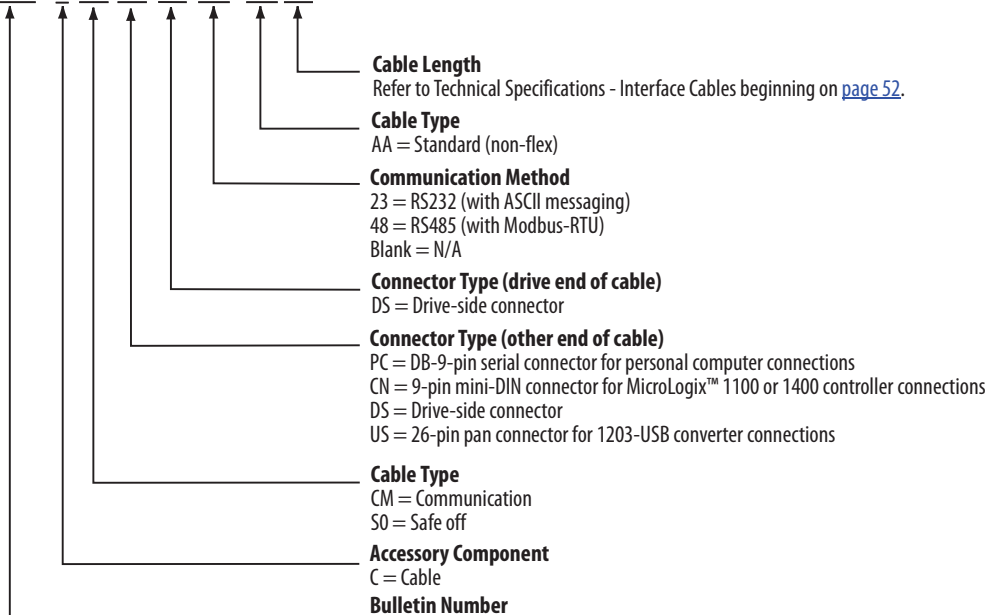 Cable Length
Refer to Technical Specifications - Interface Cables beginning on page 52.
Cable Type
AA = Standard (non-flex)
Communication Method
23 = RS232 (with ASCII messaging)
48 = RS485 (with Modbus-RTU)
Blank = N/A
Connector Type (drive end of cable)
DS = Drive-side connector
Connector Type (other end of cable)
PC = DB-9-pin serial connector for personal computer connections
CN = 9-pin mini-DIN connector for MicroLogix™ 1100 or 1400 controller connections
DS = Drive-side connector
US = 26-pin pan connector for 1203-USB converter connections
Cable Type
CM = Communication
S0 = Safe off
Accessory Component
C = Cable
Bulletin Number